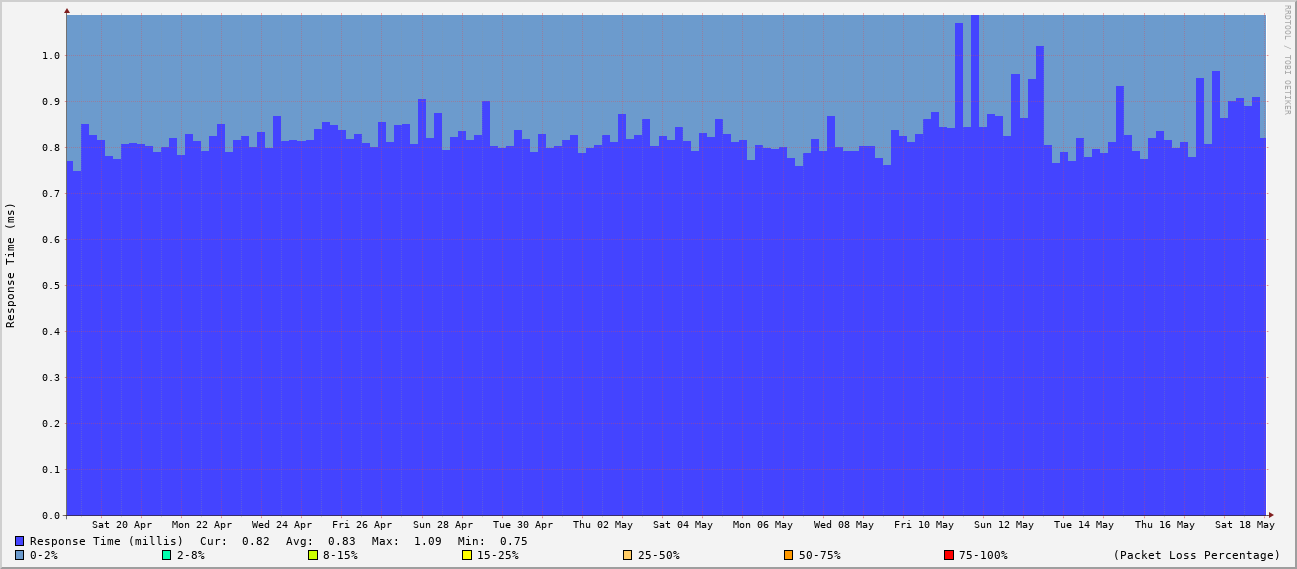 RRDTOOL / TOBI OETIKER
Response Time (ms)
1.0
0.9
0.8
0.7
0.6
0.5
0.4
0.3
0.2
0.1
0.0
Sat 20 Apr Mon 22 Apr Wed 24 Apr Fri 26 Apr Sun 28 Apr Tue 30 Apr Thu 02 May Sat 04 May Mon 06 May Wed 08 May Fri 10 May Sun 12 May Tue 14 May Thu 16 May Sat 18 May
Response Time (millis) Cur: 0.82 Avg: 0.83 Max: 1.09 Min: 0.75
0-2% 2-8% 8-15% 15-25% 25-50% 50-75% 75-100% (Packet Loss Percentage)